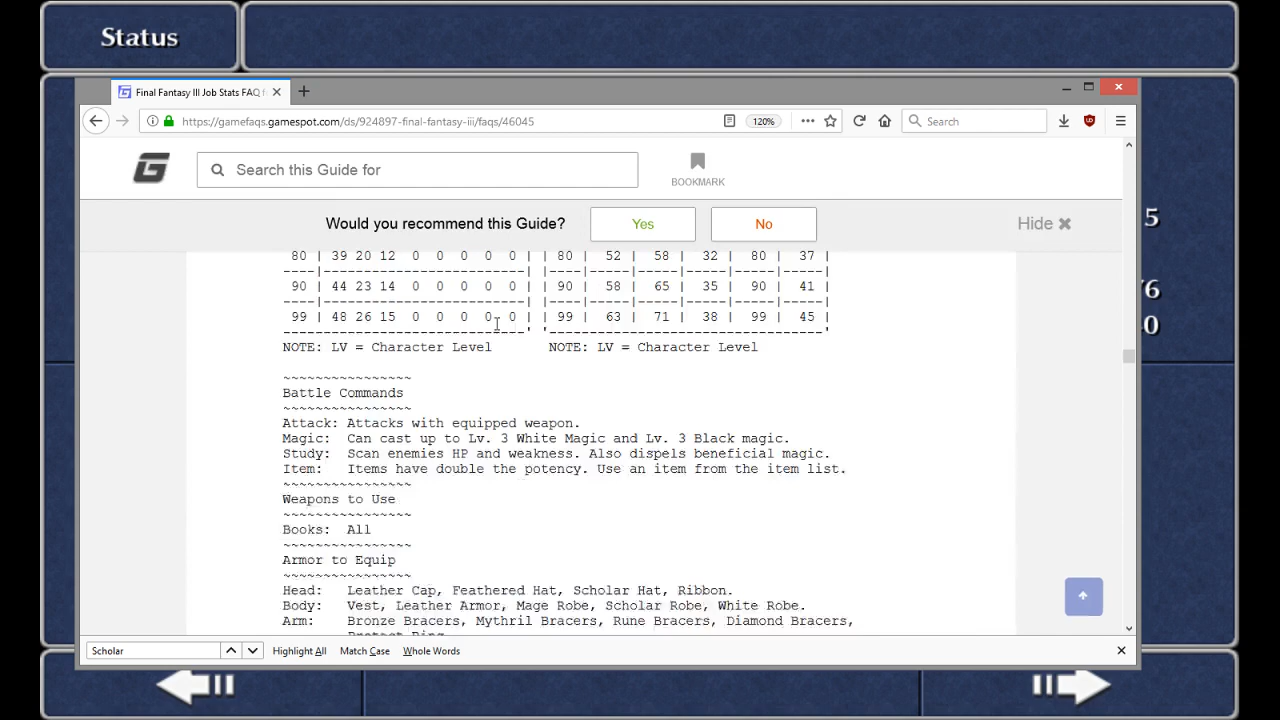 Status
Final Fantasy III Job Stats FAQ f
https://gamefaqs.gamespot.com/ds/924897-final-fantasy-iii/faqs/46045
120%
Search
Search this Guide for
BOOKMARK
Would you recommend this Guide?
Yes
No
Hide
5
76
0
80 | 39 20 12 0 0 0 0 0 | | 80 | 52 | 58 | 32 | 80 | 37 |
----|-------------------------| |----|-----|-----|-----|-----|-----|
90 | 44 23 14 0 0 0 0 0 | | 90 | 58 | 65 | 35 | 90 | 41 |
----|-------------------------| |----|-----|-----|-----|-----|-----|
99 | 48 26 15 0 0 0 0 0 | | 99 | 63 | 71 | 38 | 99 | 45 |
------------------------------' '----------------------------------'
NOTE: LV = Character Level NOTE: LV = Character Level
~~~~~~~~~~~~~~~~
Battle Commands
~~~~~~~~~~~~~~~~
Attack: Attacks with equipped weapon.
Magic: Can cast up to Lv. 3 White Magic and Lv. 3 Black magic.
Study: Scan enemies HP and weakness. Also dispels beneficial magic.
Item: Items have double the potency. Use an item from the item list.
~~~~~~~~~~~~~~~~
Weapons to Use
~~~~~~~~~~~~~~~~
Books: All
~~~~~~~~~~~~~~~~
Armor to Equip
~~~~~~~~~~~~~~~~
Head: Leather Cap, Feathered Hat, Scholar Hat, Ribbon.
Body: Vest, Leather Armor, Mage Robe, Scholar Robe, White Robe.
Arm: Bronze Bracers, Mythril Bracers, Rune Bracers, Diamond Bracers,
Protect Ring
Scholar
Highlight All
Match Case
Whole Words